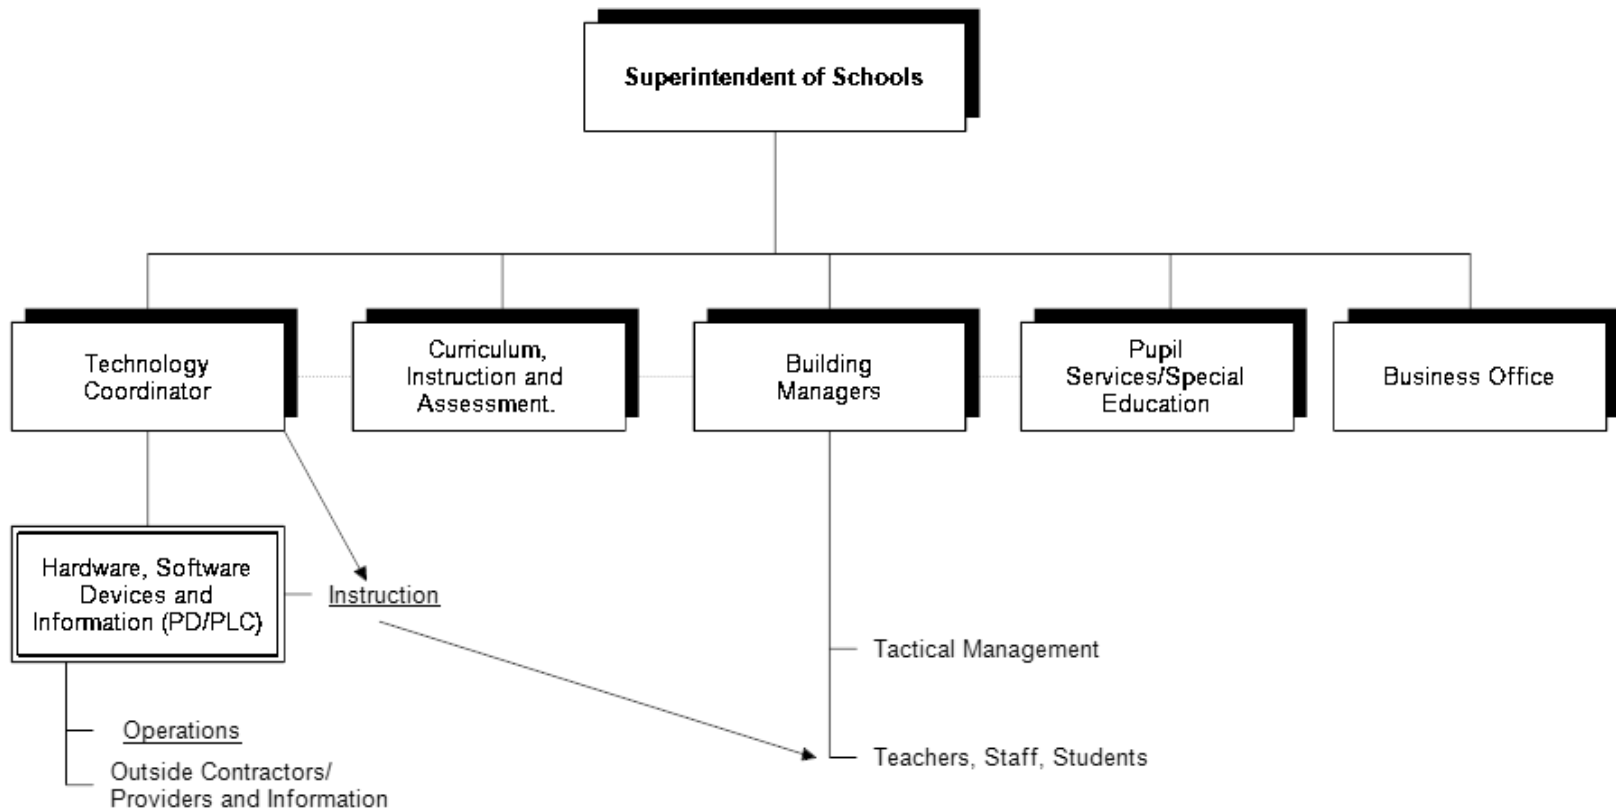 Superintendent of Schools
Technology
Coordinator
Curriculum,
Instruction and
Assessment.
Building
Managers
Pupil
Services/Special
Education
Business Office
Hardware, Software
Devices and
Information (PD/PLC)
Instruction
Tactical Management
Operations
Teachers, Staff, Students
Outside Contractors/
Providers and Information